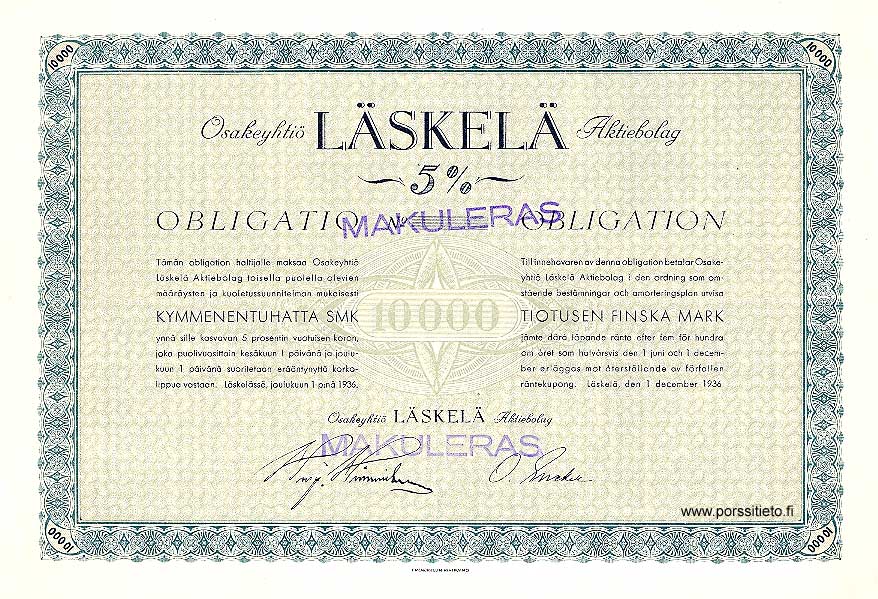 10000
10000
Osakeyhtiö LÄSKELÄ Aktiebolag
5%
OBLIGATIO No OBLIGATION
MAKULERAS
Tämän obligation haltijalle maksaa Osakeyhtiö
Läskelä Aktiebolag toisella puolella olevien
määräysten ja kuoletussuunnitelman mukaisesti
KYMMENENTUHATTA SMK
ynnä sille kasvavan 5 prosentin vuotuisen koron,
joka puolivuosittain kesäkuun 1 päivänä ja joulu-
kuun 1 päivänä suoritetaan erääntynyttä korko-
lippua vastaan. Läskelässä, joulukuun 1 p:nä 1936.
10000
Till innehavaren av denna obligation betalar Osake-
yhtiö Läskelä Aktiebolag i den ordning som om-
stående bestämningar och amorteringsplan utvisa
TIOTUSEN FINSKA MARK
jämte därå löpande ränta efter fem för hundra
om året som halvårsvis den 1 juni och 1 decem-
ber erlägges mot återställande av förfallen
räntekupong. Läskelä, den 1 december 1936.
Osakeyhtiö LÄSKELÄ Aktiebolag
MAKULERAS
www.porssitieto.fi
10000
10000